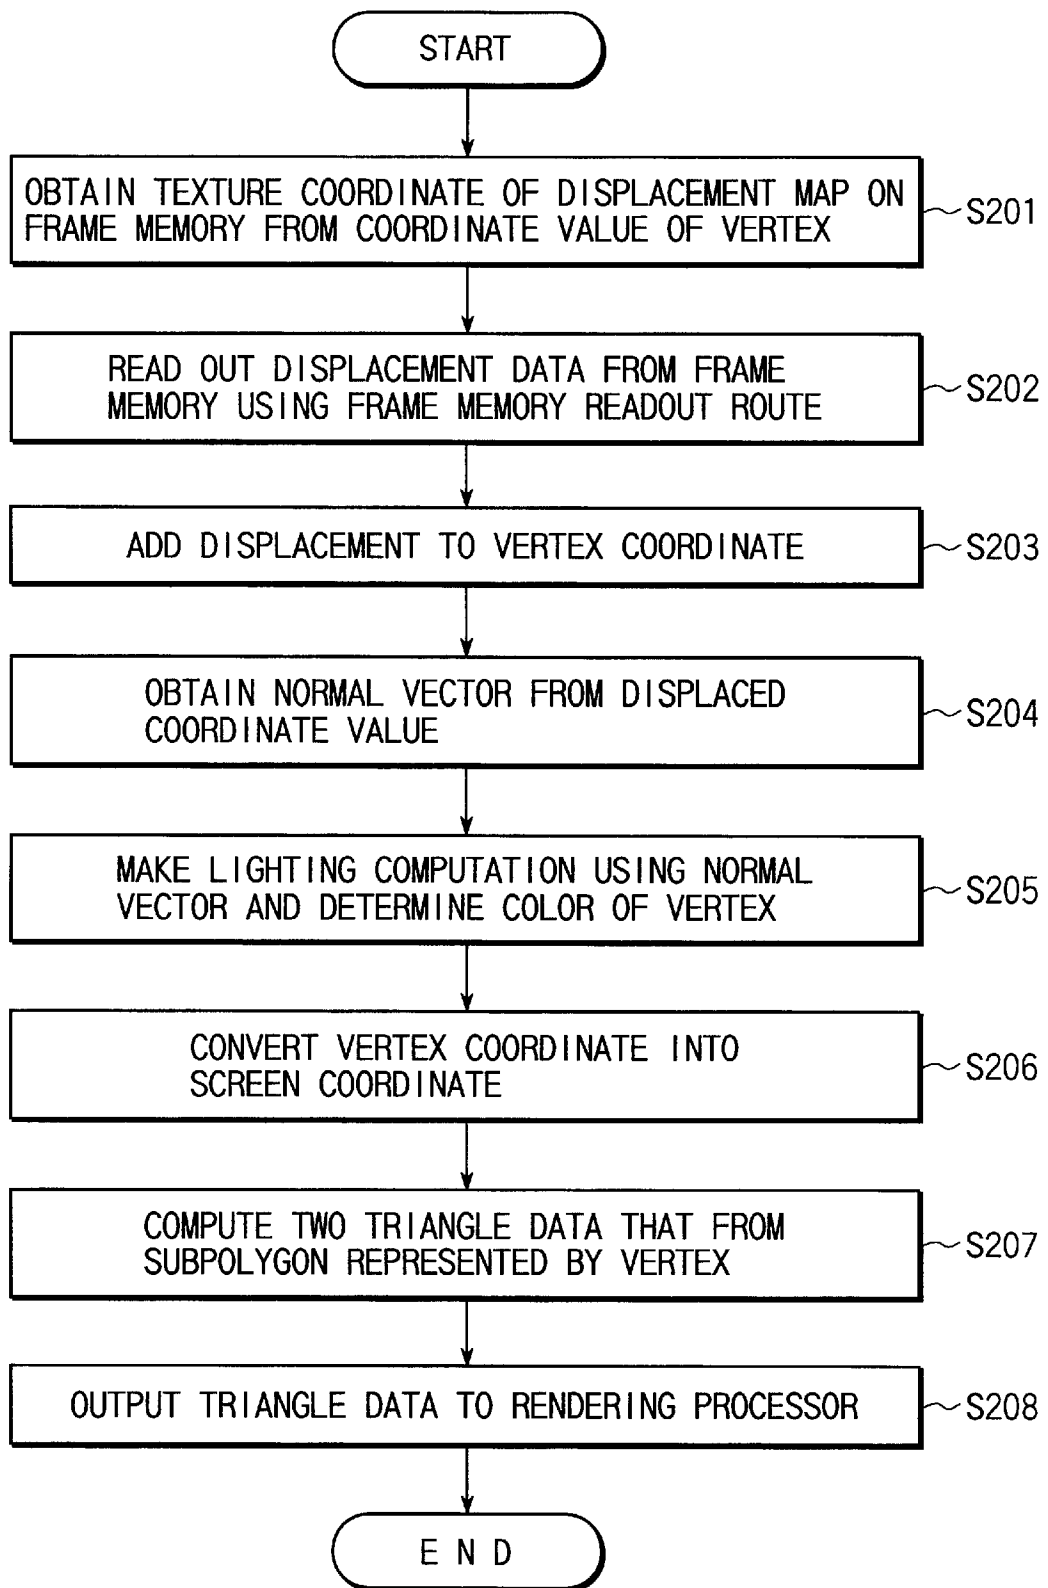 START
OBTAIN TEXTURE COORDINATE OF DISPLACEMENT MAP ON
FRAME MEMORY FROM COORDINATE VALUE OF VERTEX
S201
READ OUT DISPLACEMENT DATA FROM FRAME
MEMORY USING FRAME MEMORY READOUT ROUTE
S202
ADD DISPLACEMENT TO VERTEX COORDINATE
S203
OBTAIN NORMAL VECTOR FROM DISPLACED
COORDINATE VALUE
S204
MAKE LIGHTING COMPUTATION USING NORMAL
VECTOR AND DETERMINE COLOR OF VERTEX
S205
CONVERT VERTEX COORDINATE INTO
SCREEN COORDINATE
S206
COMPUTE TWO TRIANGLE DATA THAT FROM
SUBPOLYGON REPRESENTED BY VERTEX
S207
OUTPUT TRIANGLE DATA TO RENDERING PROCESSOR
S208
END